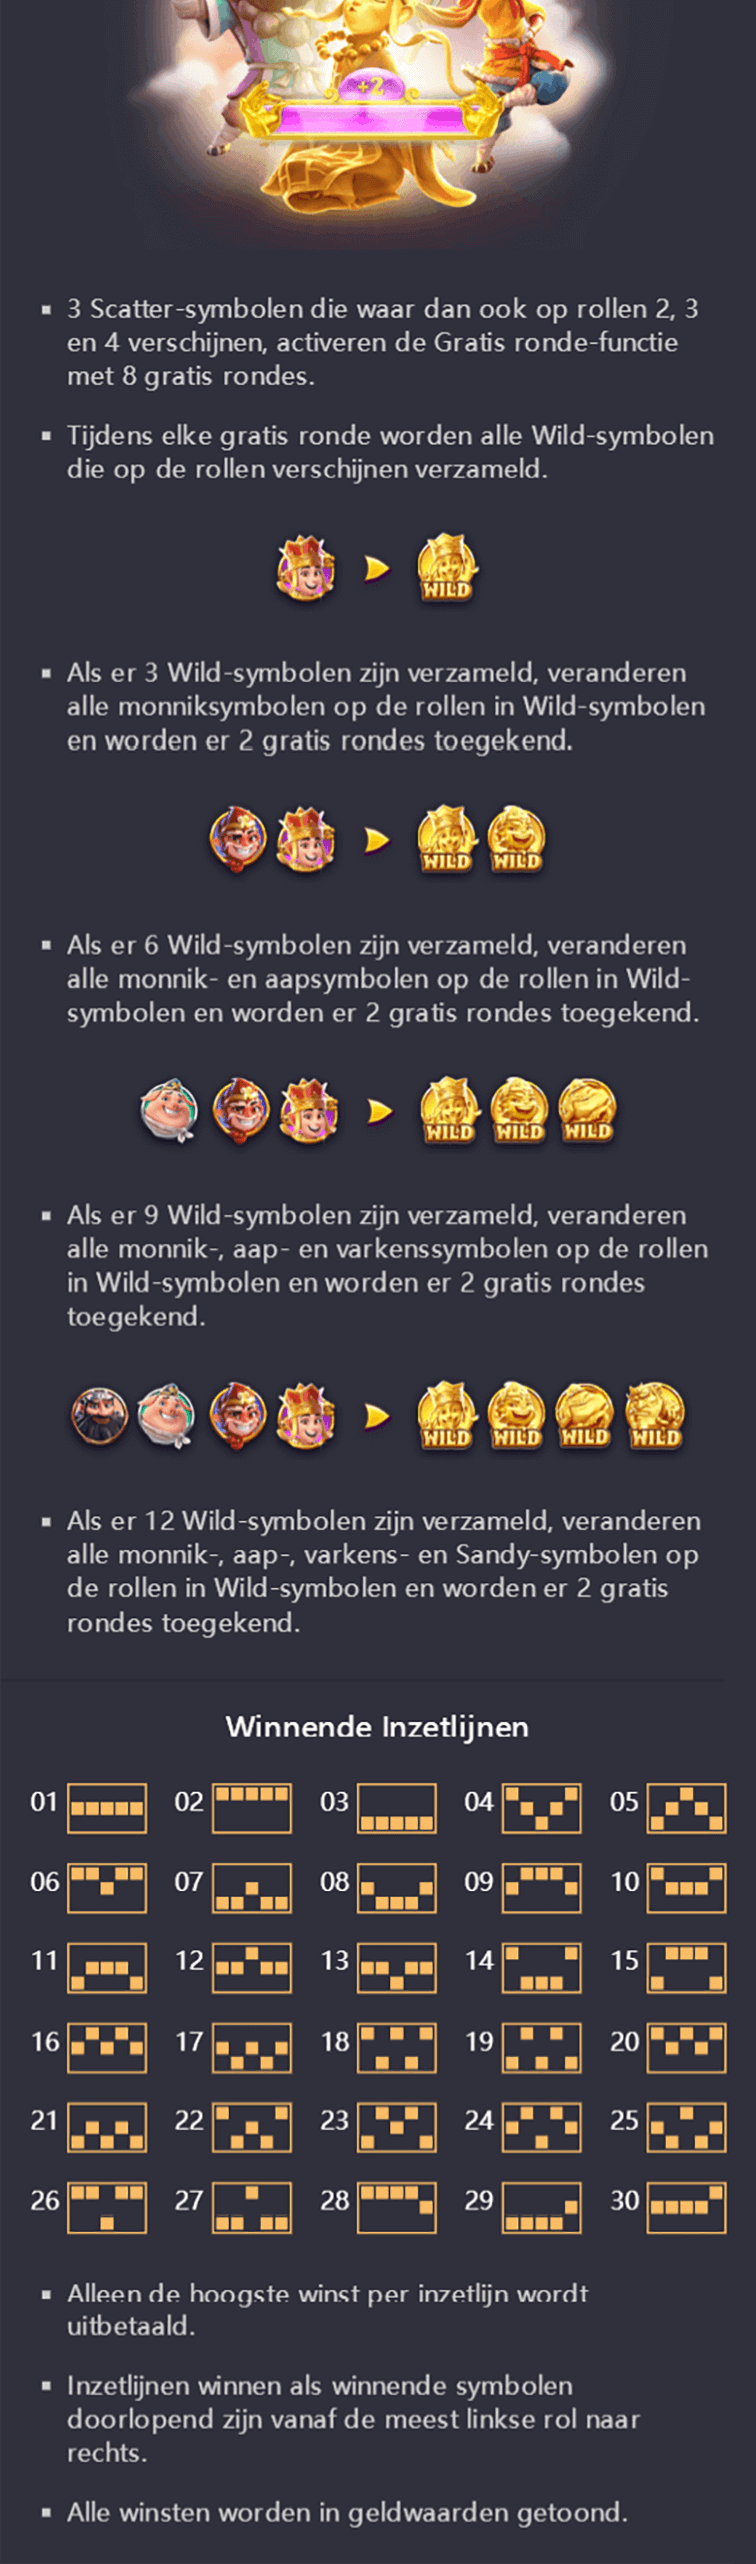 +2
3 Scatter-symbolen die waar dan ook op rollen 2, 3
en 4 verschijnen, activeren de Gratis ronde-functie
met 8 gratis rondes.
Tijdens elke gratis ronde worden alle Wild-symbolen
die op de rollen verschijnen verzameld.
WILD
Als er 3 Wild-symbolen zijn verzameld, veranderen
alle monniksymbolen op de rollen in Wild-symbolen
en worden er 2 gratis rondes toegekend.
WILD WILD
Als er 6 Wild-symbolen zijn verzameld, veranderen
alle monnik- en aapsymbolen op de rollen in Wild-
symbolen en worden er 2 gratis rondes toegekend.
WILD WILD WILD
Als er 9 Wild-symbolen zijn verzameld, veranderen
alle monnik-, aap- en varkenssymbolen op de rollen
in Wild-symbolen en worden er 2 gratis rondes
toegekend.
WILD WILD WILD WILD
Als er 12 Wild-symbolen zijn verzameld, veranderen
alle monnik-, aap-, varkens- en Sandy-symbolen op
de rollen in Wild-symbolen en worden er 2 gratis
rondes toegekend.
Winnende Inzetlijnen
01 02 03 04 05
06 07 08 09 10
11 12 13 14 15
16 17 18 19 20
21 22 23 24 25
26 27 28 29 30
Alleen de hoogste winst per inzetlijn wordt
uitbetaald.
Inzetlijnen winnen als winnende symbolen
doorlopend zijn vanaf de meest linkse rol naar
rechts.
Alle winsten worden in geldwaarden getoond.